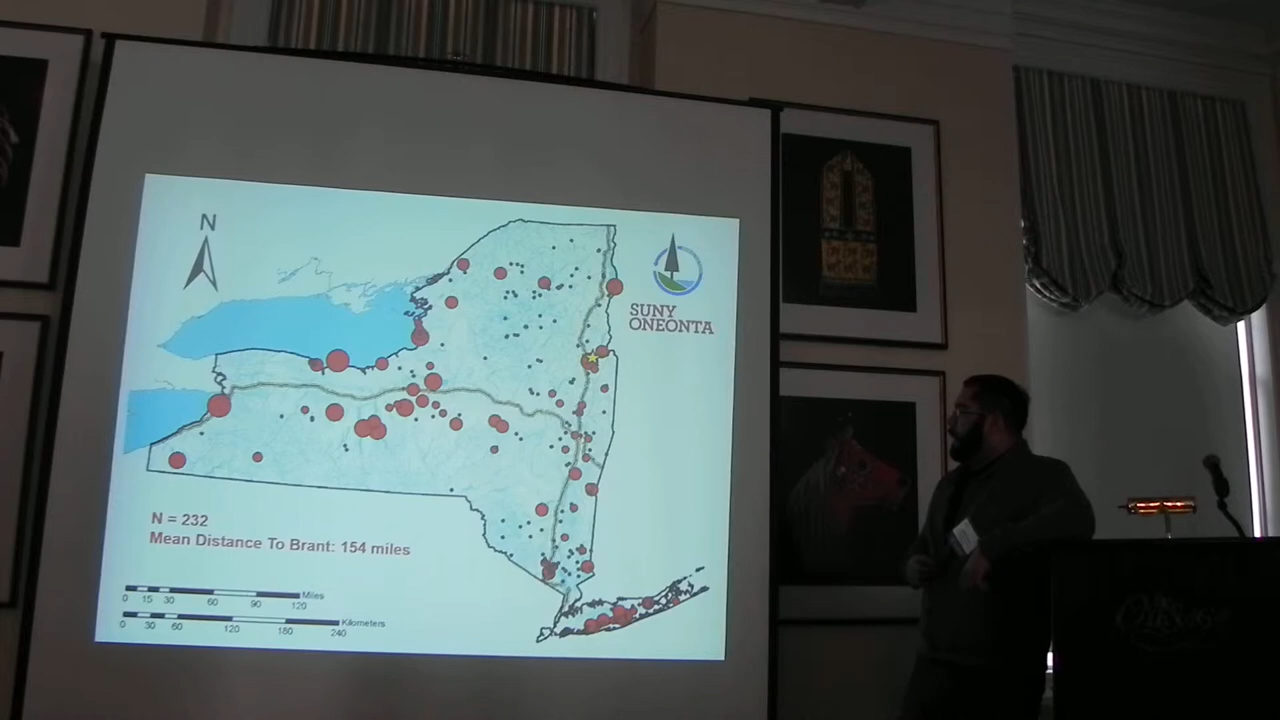 N
SUNY
ONEONTA
N = 232
Mean Distance To Brant: 154 miles
0 15 30 60 90 120 Miles
0 30 60 120 180 240 Kilometers